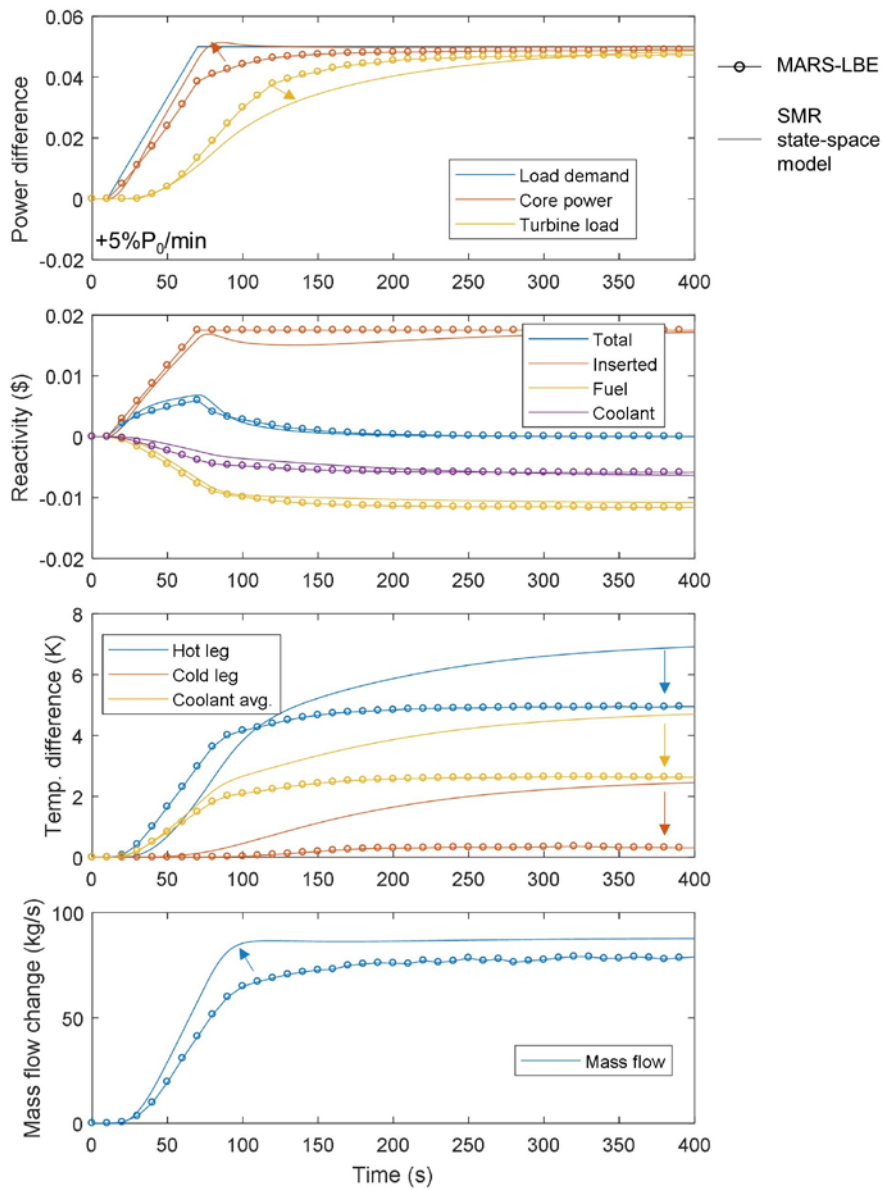 0.06
0.04
0.02
0
-0.02
Power difference
+5%P0/min
Load demand
Core power
Turbine load
0 50 100 150 200 250 300 350 400
MARS-LBE
SMR
state-space
model
0.02
0.01
0
-0.01
-0.02
Reactivity ($)
Total
Inserted
Fuel
Coolant
0 50 100 150 200 250 300 350 400
8
6
4
2
0
Temp. difference (K)
Hot leg
Cold leg
Coolant avg.
0 50 100 150 200 250 300 350 400
100
50
0
Mass flow change (kg/s)
Mass flow
0 50 100 150 200 250 300 350 400
Time (s)